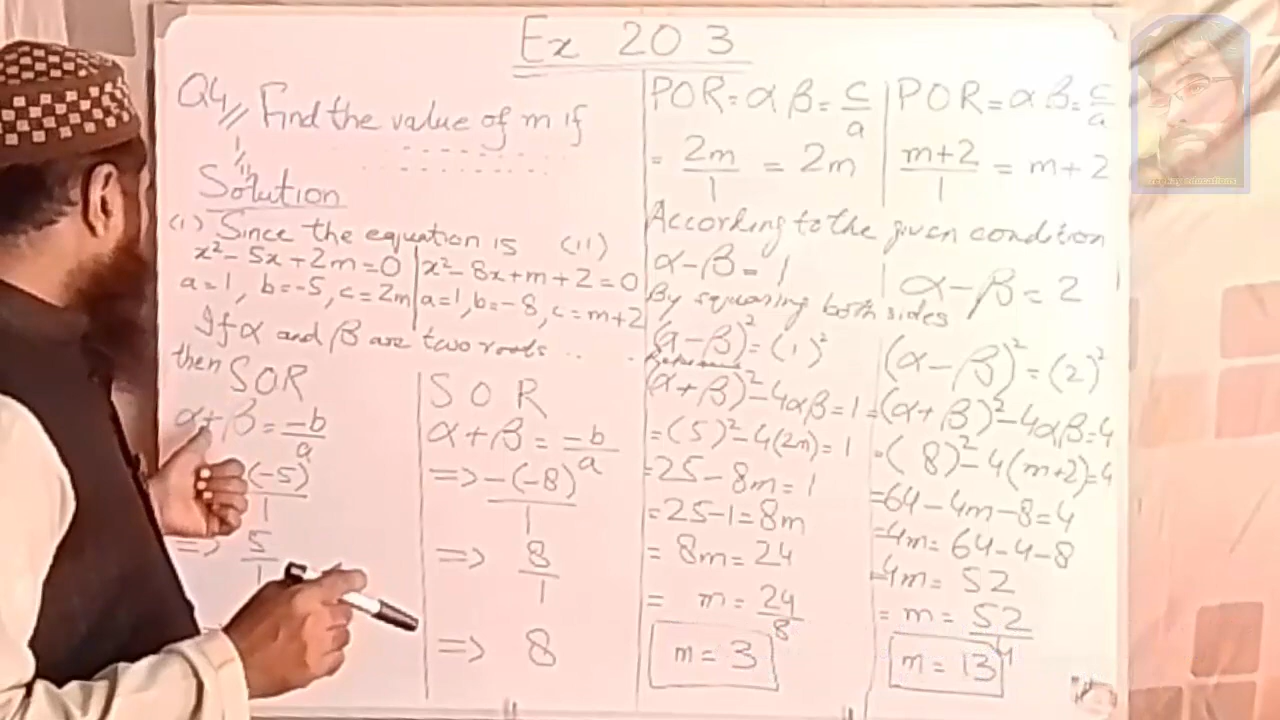 Ex 20 3
Q4 Find the value of m if
i, ii
Solution
(i) Since the equation is (ii)
x² - 5x + 2m = 0
a = 1, b = -5, c = 2m
x² - 8x + m + 2 = 0
a = 1, b = -8, c = m+2
If α and β are two roots . . .
then SOR
α + β = -b/a
(-5)/1
=> 5/1
SOR
α + β = -b/a
=> -(-8)/1
=> 8/1
=> 8
POR = α β = c/a
= 2m/1 = 2m
According to the given condition
α - β = 1
By squaring both sides
(α - β)² = (1)²
(α + β)² - 4αβ = 1
= (5)² - 4(2m) = 1
= 25 - 8m = 1
= 25 - 1 = 8m
= 8m = 24
= m = 24/8
m = 3
POR = α β = c/a
m+2/1 = m + 2
α - β = 2
(α - β)² = (2)²
= (α + β)² - 4αβ = 4
= (8)² - 4(m+2) = 4
= 64 - 4m - 8 = 4
= 4m = 64 - 4 - 8
= 4m = 52
= m = 52/4
m = 13